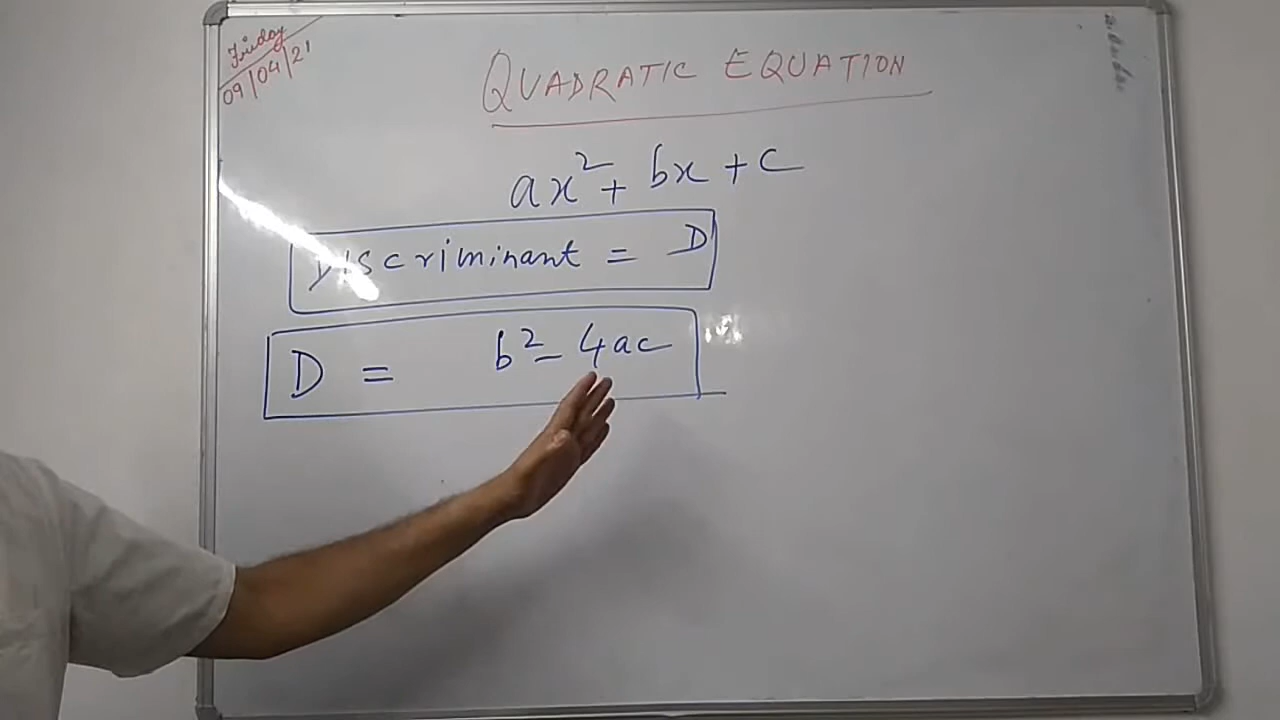 Friday
09/04/21
QUADRATIC EQUATION
ax²+ bx + c
Discriminant = D
D = b²- 4ac